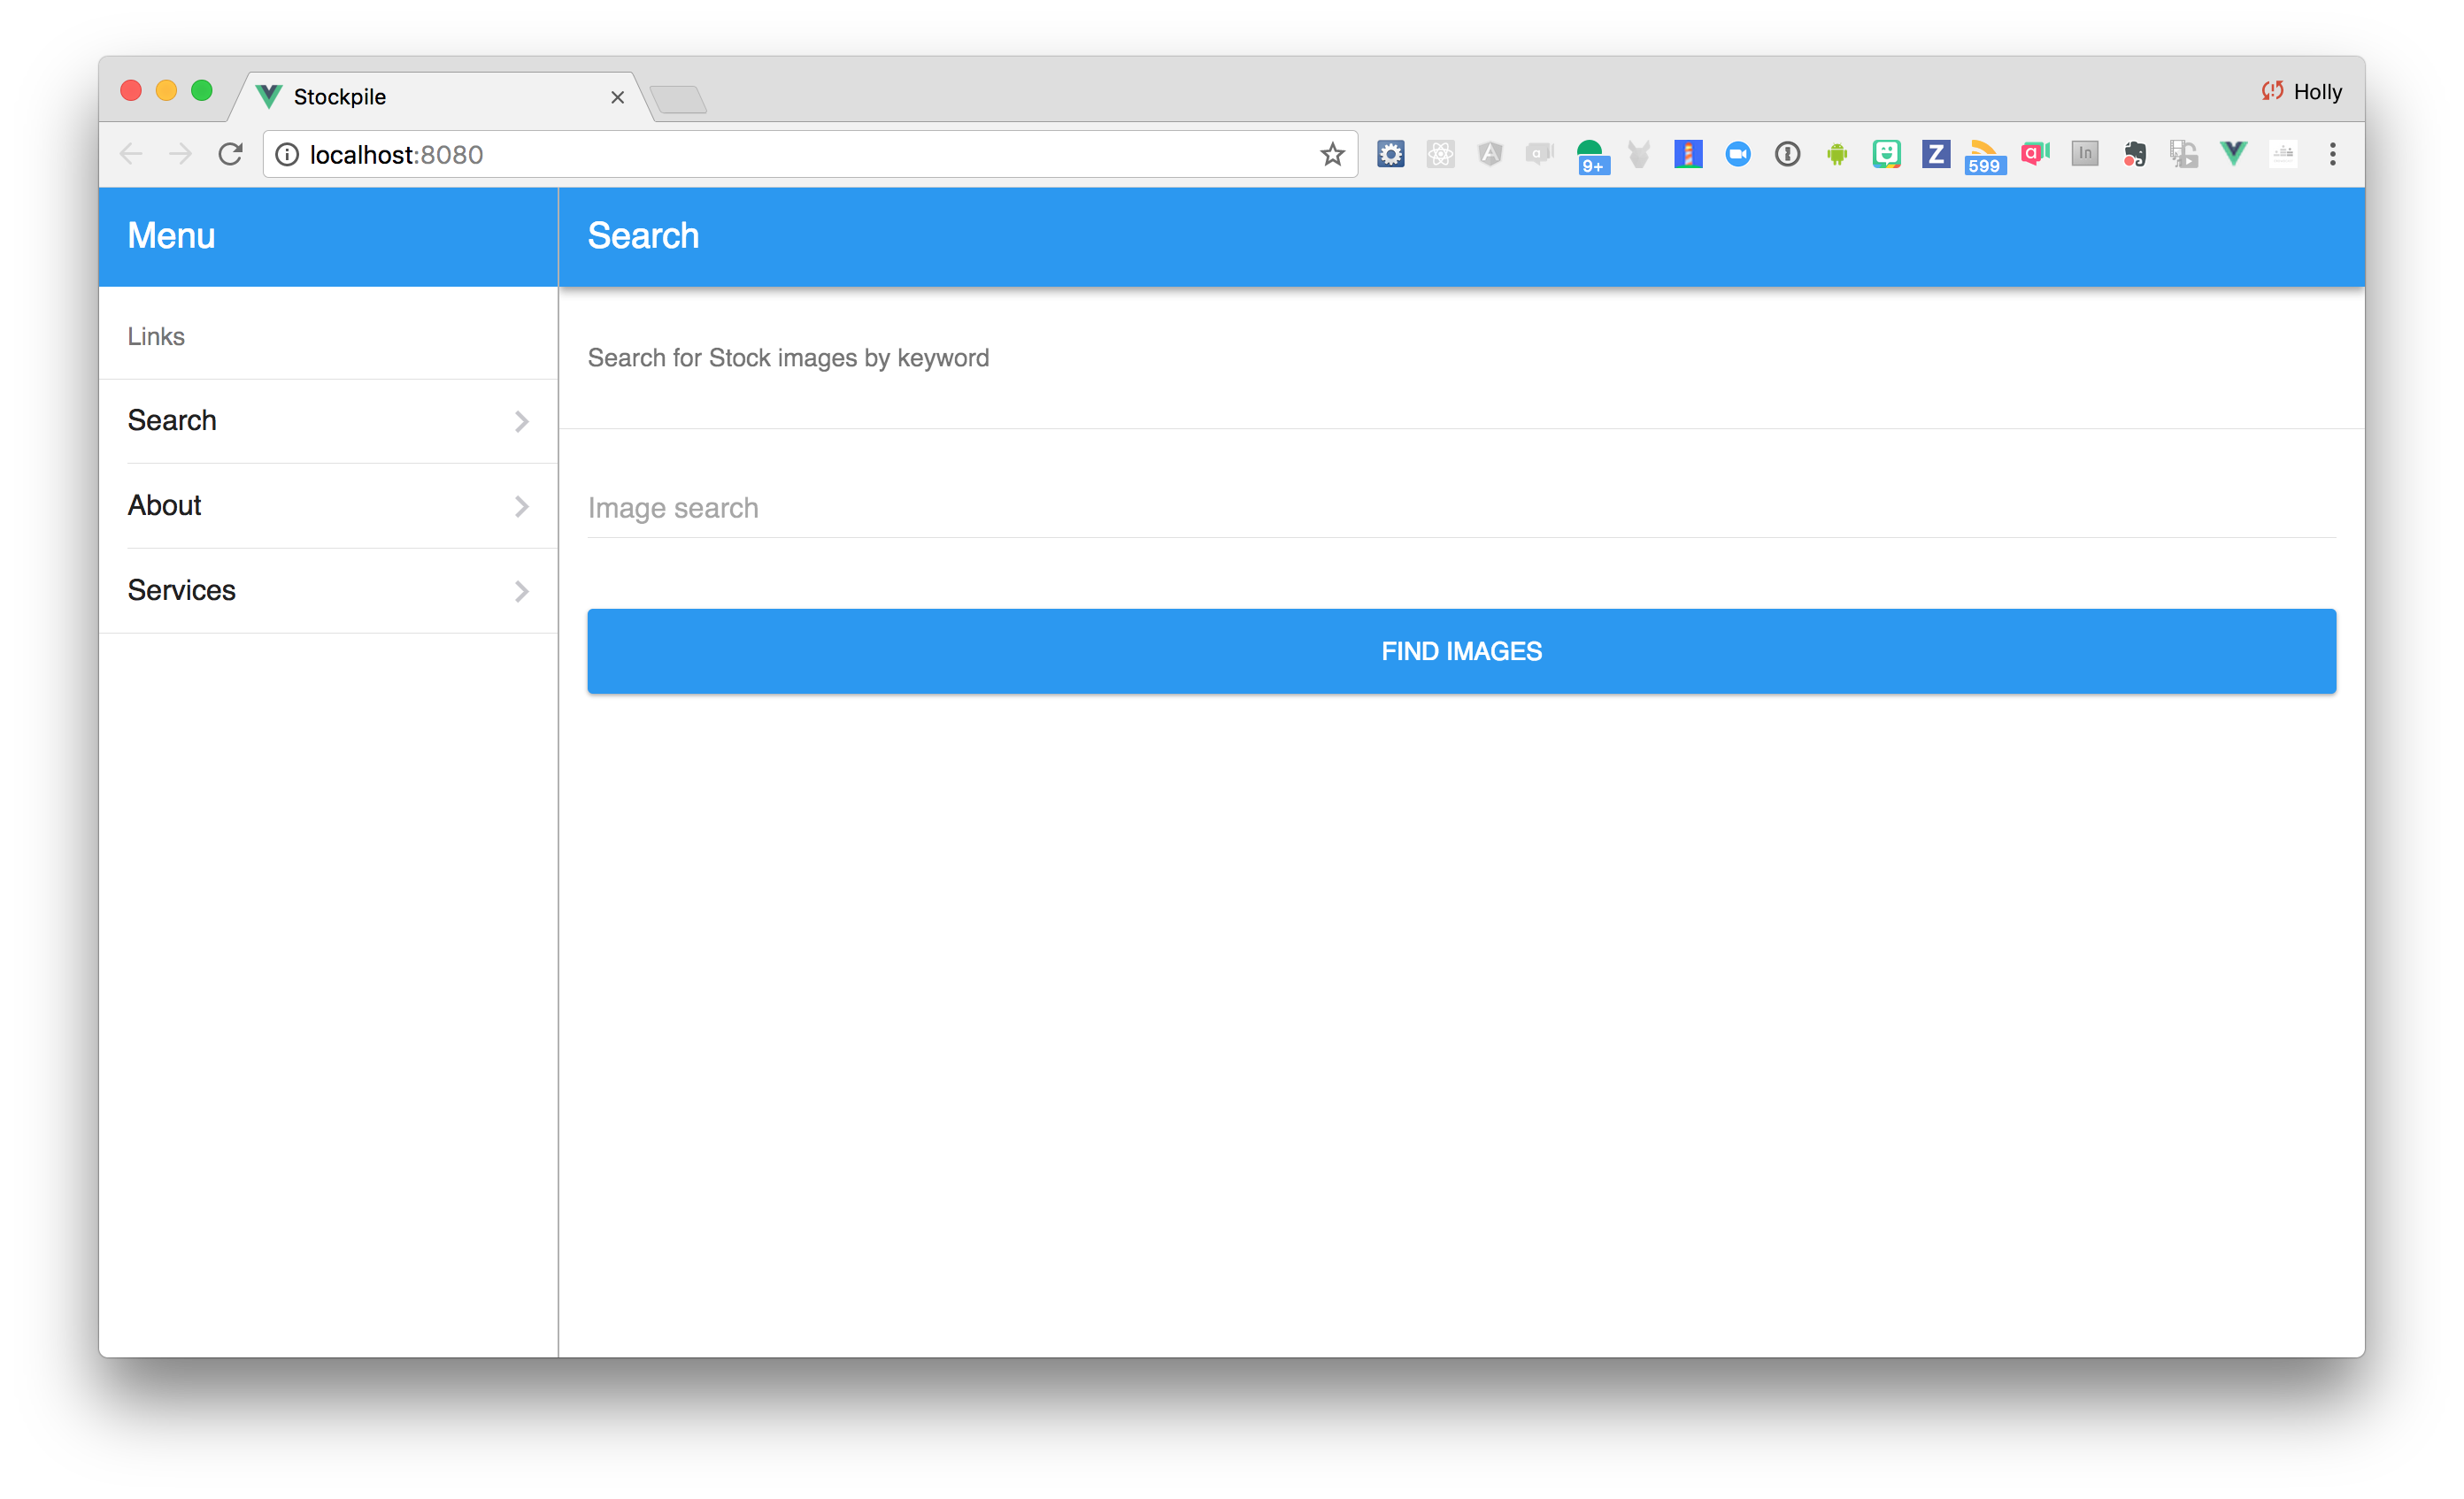 Stockpile
Holly
localhost:8080
9+
Z
599
a
In
Menu
Search
Links
Search
About
Services
Search for Stock images by keyword
Image search
FIND IMAGES